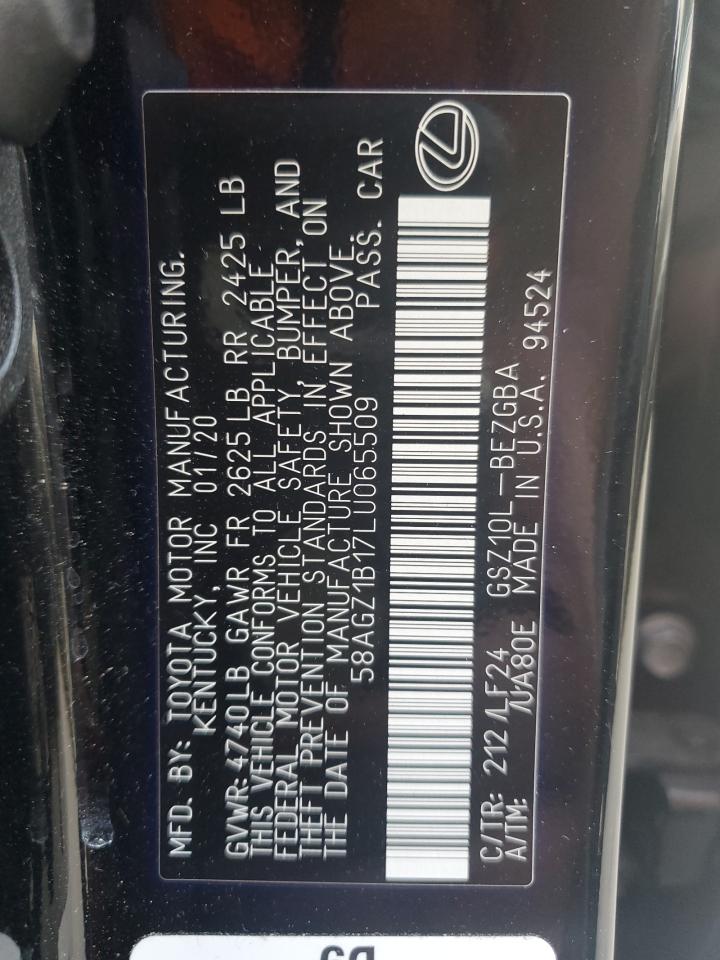 MFD. BY: TOYOTA MOTOR MANUFACTURING.
KENTUCKY, INC 01/20
GVWR: 4740LB GAWR FR 2625LB RR 2425 LB
THIS VEHICLE CONFORMS TO ALL APPLICABLE
FEDERAL MOTOR VEHICLE SAFETY, BUMPER, AND
THEFT PREVENTION STANDARDS IN EFFECT ON
THE DATE OF MANUFACTURE SHOWN ABOVE.
58AGZ1B17LU065509 PASS. CAR
C/TR: 212 /LF24 GSZ10L-BEZGBA
A/TM: /UA80E MADE IN U.S.A. 94524